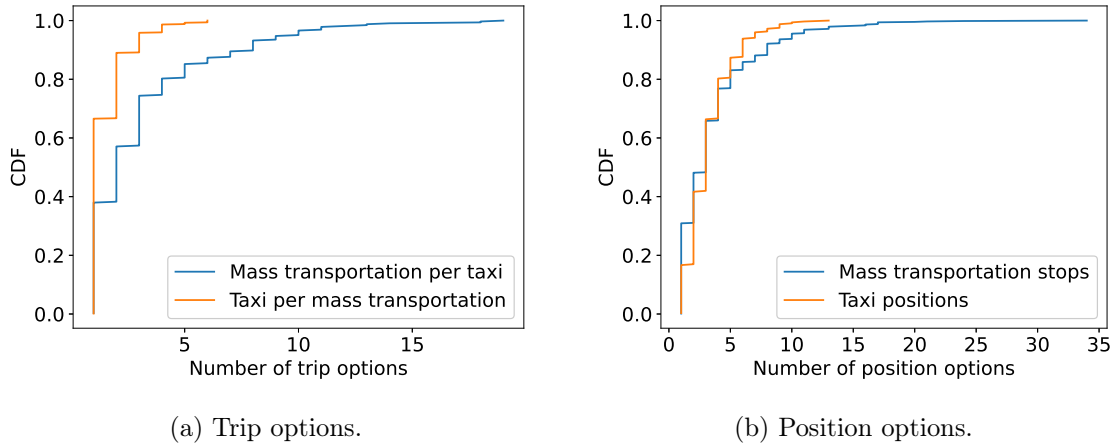 1.0
0.8
0.6
0.4
0.2
0.0
CDF
Mass transportation per taxi
Taxi per mass transportation
5 10 15
Number of trip options
(a) Trip options.
1.0
0.8
0.6
0.4
0.2
0.0
CDF
Mass transportation stops
Taxi positions
0 5 10 15 20 25 30 35
Number of position options
(b) Position options.